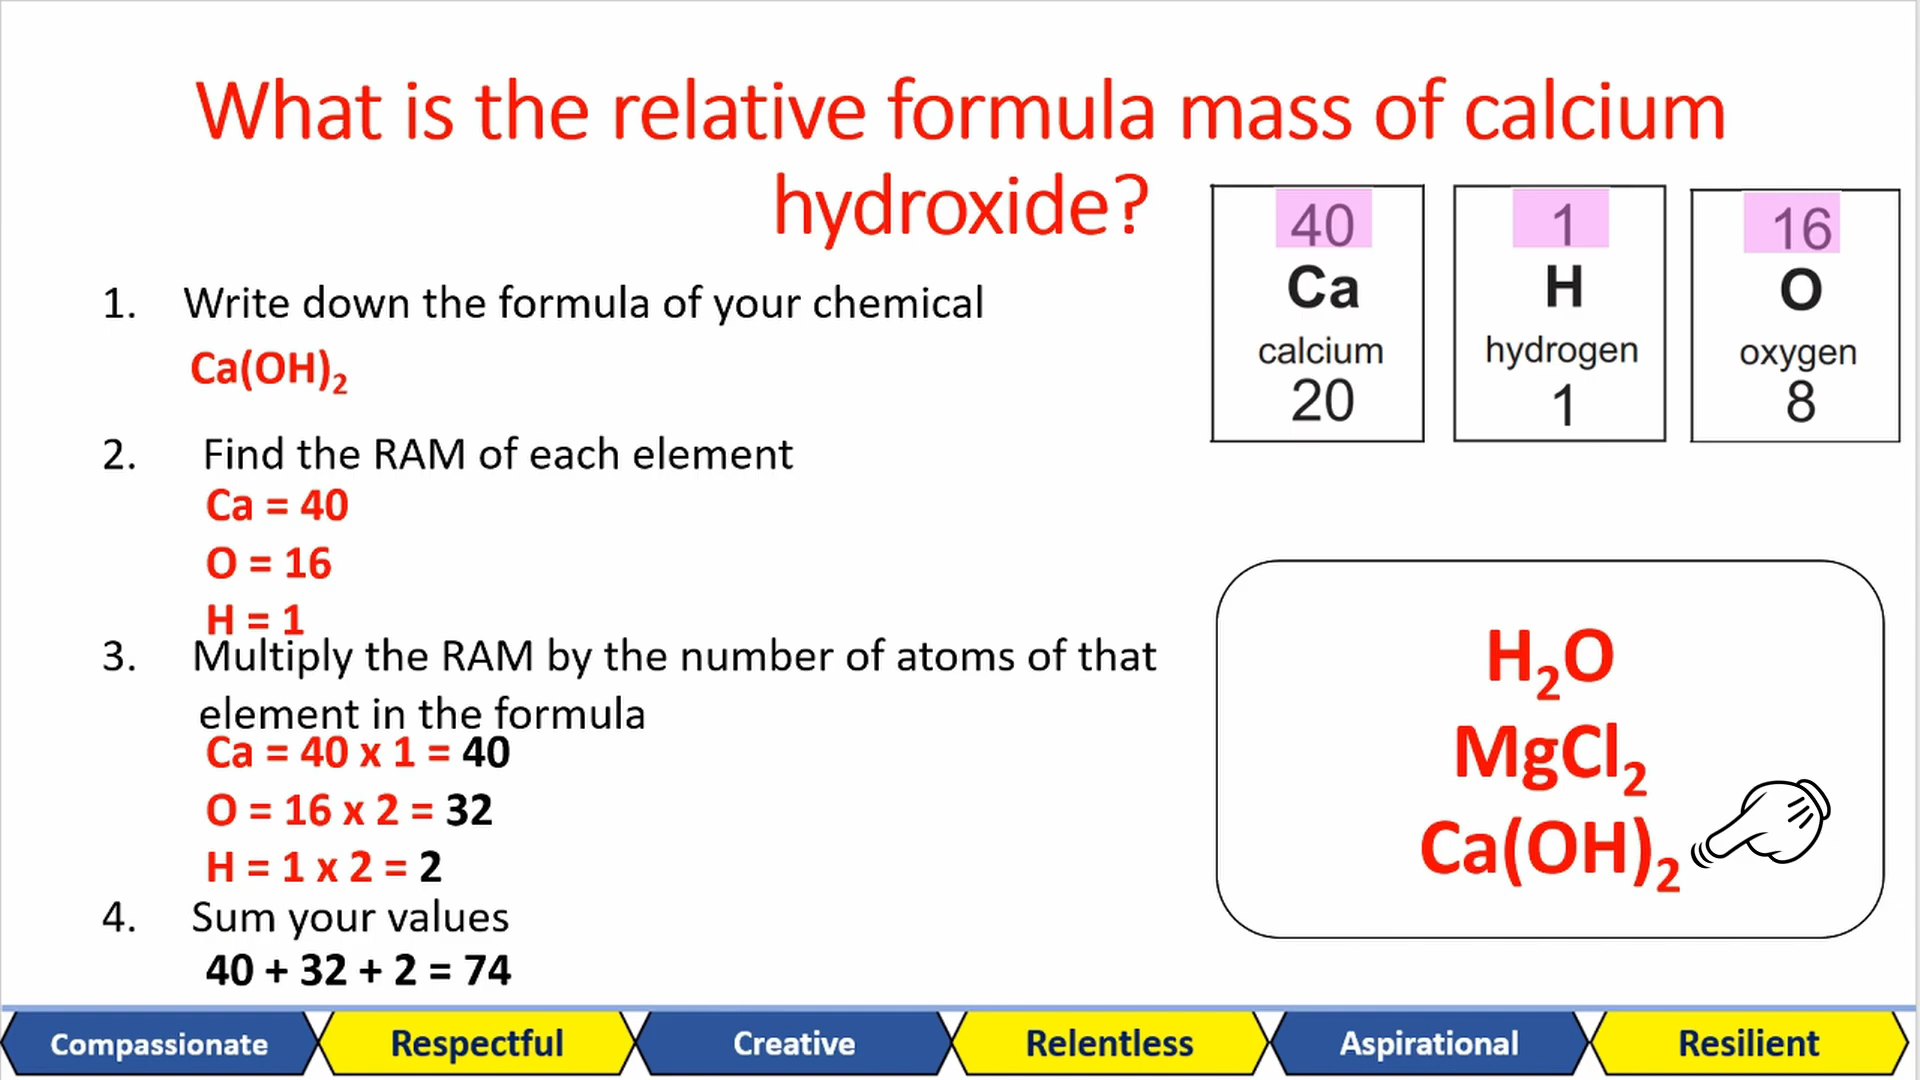 What is the relative formula mass of calcium
hydroxide?
1. Write down the formula of your chemical
Ca(OH)₂
2. Find the RAM of each element
Ca = 40
O = 16
H = 1
3. Multiply the RAM by the number of atoms of that
element in the formula
Ca = 40 x 1 = 40
O = 16 x 2 = 32
H = 1 x 2 = 2
4. Sum your values
40 + 32 + 2 = 74
40
Ca
calcium
20
1
H
hydrogen
1
16
O
oxygen
8
H₂O
MgCl₂
Ca(OH)₂
Compassionate
Respectful
Creative
Relentless
Aspirational
Resilient